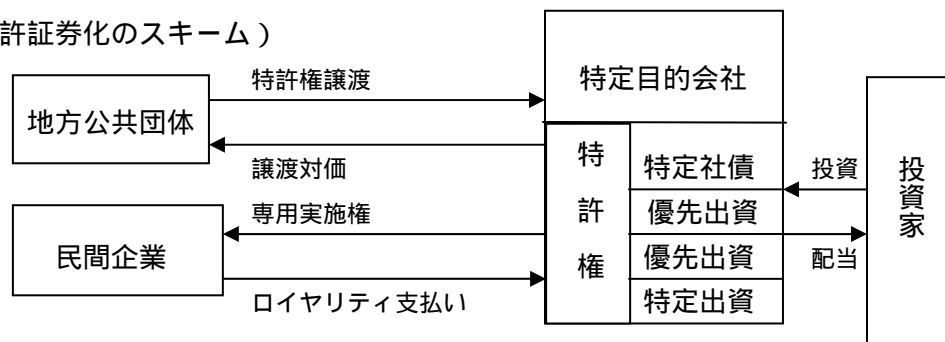 許証券化のスキーム)
特許権譲渡
特定目的会社
地方公共団体
譲渡対価
専用実施権
民間企業
ロイヤリティ支払い
特許権
特定社債
優先出資
優先出資
特定出資
投資
配当
投資家